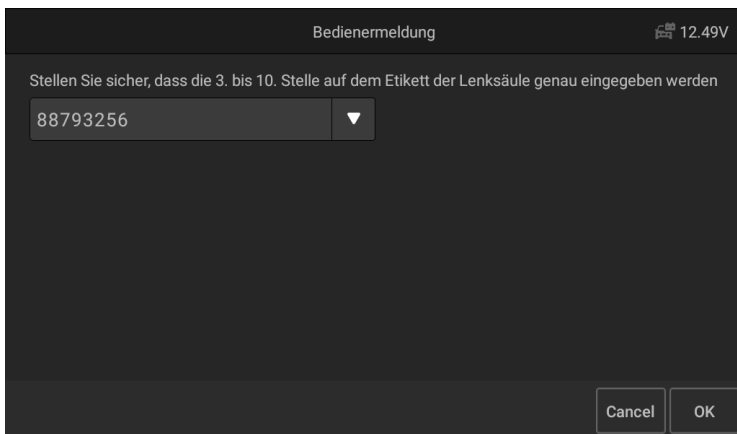 Bedienermeldung
12.49V
Stellen Sie sicher, dass die 3. bis 10. Stelle auf dem Etikett der Lenksäule genau eingegeben werden
88793256
Cancel
OK